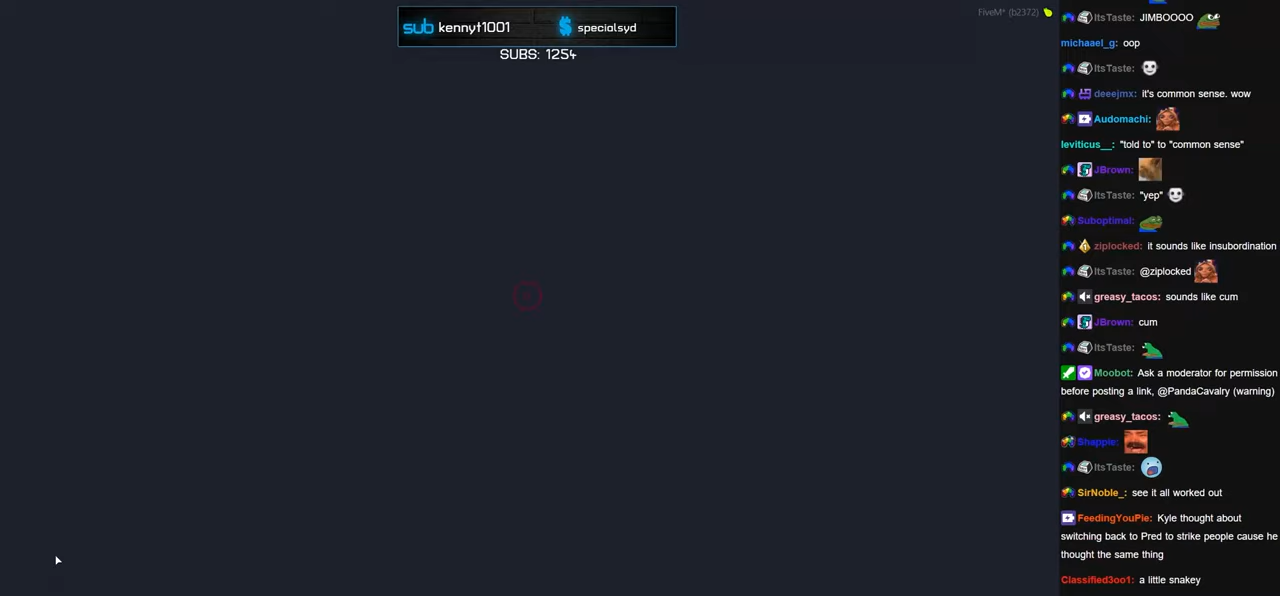 sub kennyt1001 $ specialsyd
SUBS: 1254
FiveM* (b2372)
ItsTaste: JIMBOOOO
michaael_g: oop
ItsTaste:
deeejmx: it's common sense. wow
Audomachi:
leviticus__: "told to" to "common sense"
JBrown:
ItsTaste: "yep"
Suboptimal:
ziplocked: it sounds like insubordination
ItsTaste: @ziplocked
greasy_tacos: sounds like cum
JBrown: cum
ItsTaste:
Moobot: Ask a moderator for permission
before posting a link, @PandaCavalry (warning)
greasy_tacos:
Shappie:
ItsTaste:
SirNoble_: see it all worked out
FeedingYouPie: Kyle thought about
switching back to Pred to strike people cause he
thought the same thing
Classified3oo1: a little snakey